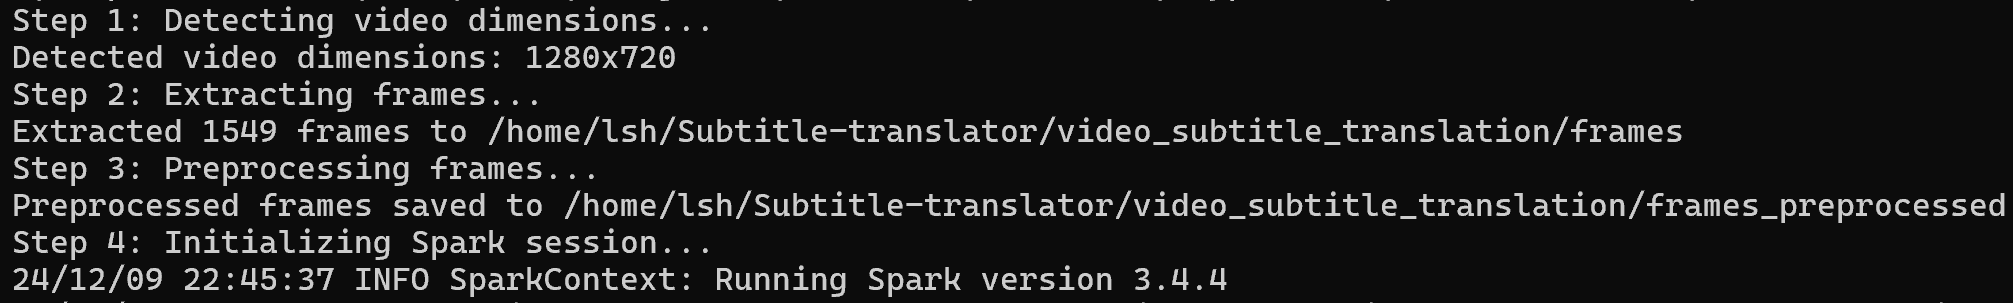 Step 1: Detecting video dimensions...
Detected video dimensions: 1280x720
Step 2: Extracting frames...
Extracted 1549 frames to /home/lsh/Subtitle-translator/video_subtitle_translation/frames
Step 3: Preprocessing frames...
Preprocessed frames saved to /home/lsh/Subtitle-translator/video_subtitle_translation/frames_preprocessed
Step 4: Initializing Spark session...
24/12/09 22:45:37 INFO SparkContext: Running Spark version 3.4.4